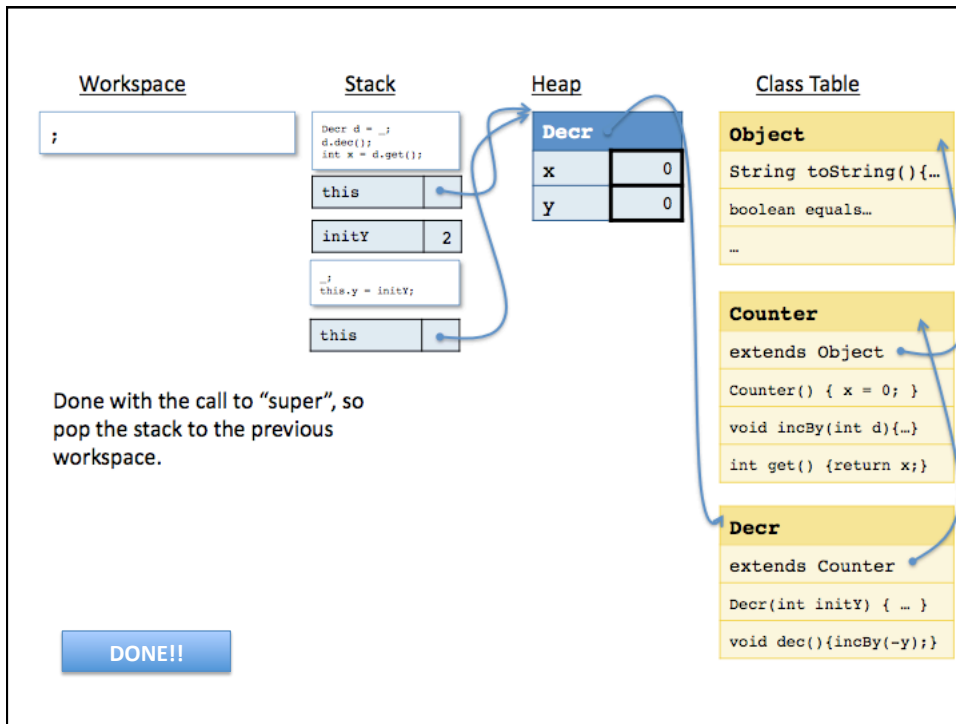 Workspace
Stack
Heap
Class Table
;
Decr d = _;
d.dec();
int x = d.get();
this
initY 2
_;
this.y = initY;
this
Decr
x 0
y 0
Object
String toString(){…
boolean equals…
…
Counter
extends Object
Counter() { x = 0; }
void incBy(int d){…}
int get() {return x;}
Decr
extends Counter
Decr(int initY) { … }
void dec(){incBy(-y);}
Done with the call to “super”, so
pop the stack to the previous
workspace.
DONE!!